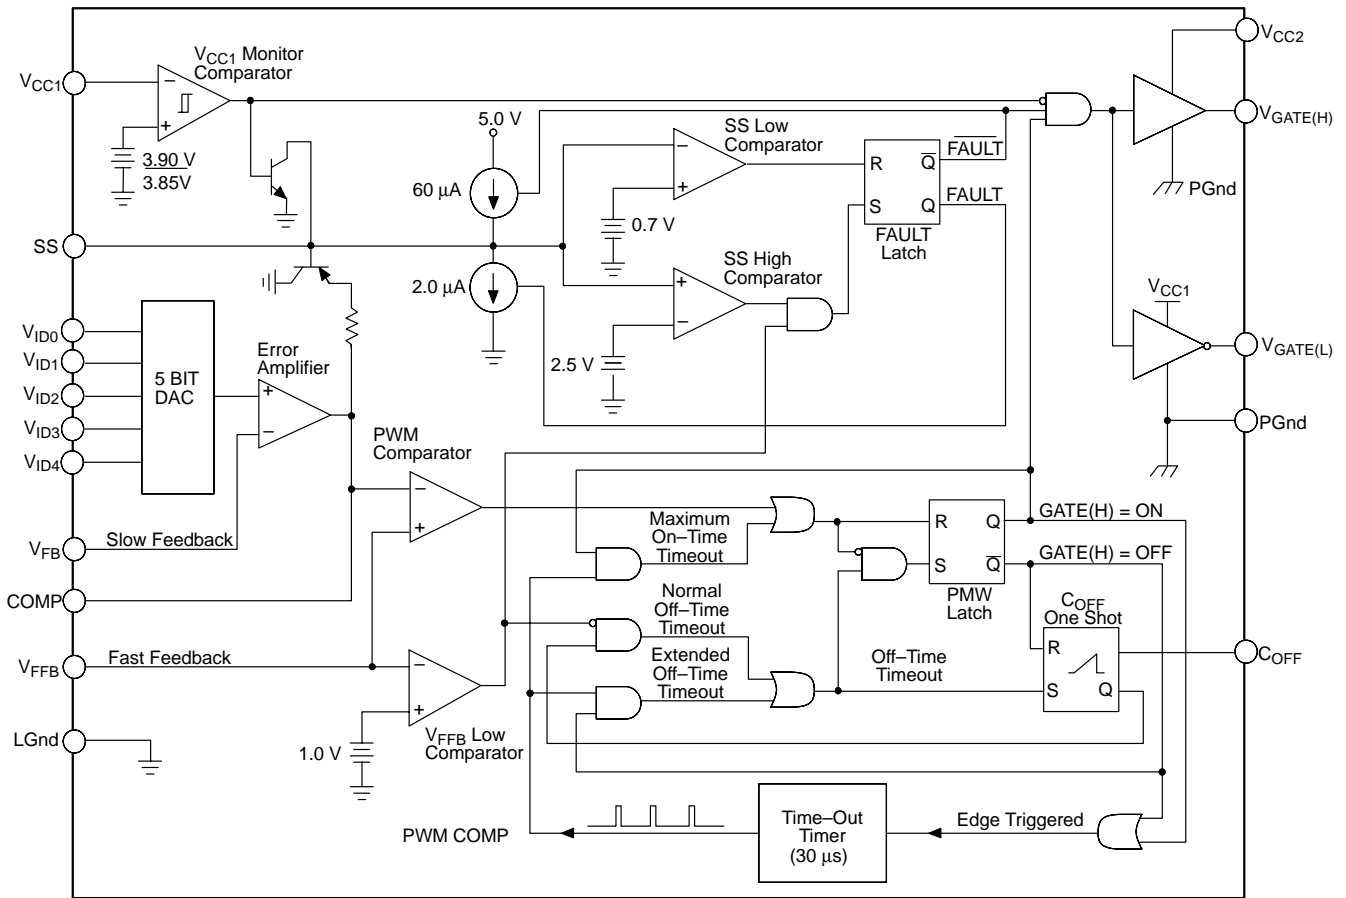 VCC1 Monitor
Comparator
VCC1
−
+
3.90 V
3.85V
SS
5.0 V
60 μA
2.0 μA
SS Low
Comparator
−
+
0.7 V
SS High
Comparator
+
−
2.5 V
R
Q
S
Q
FAULT
FAULT
FAULT
Latch
VCC2
VGATE(H)
PGnd
VCC1
VGATE(L)
PGnd
VID0
VID1
VID2
VID3
VID4
5 BIT
DAC
Error
Amplifier
+
−
PWM
Comparator
−
+
VFB
Slow Feedback
COMP
VFFB
Fast Feedback
−
+
VFFB Low
Comparator
1.0 V
LGnd
Maximum
On–Time
Timeout
Normal
Off–Time
Timeout
Extended
Off–Time
Timeout
R
Q
S
Q
PMW
Latch
GATE(H) = ON
GATE(H) = OFF
COFF
One Shot
R
S
Q
COFF
Off–Time
Timeout
PWM COMP
Time–Out
Timer
(30 μs)
Edge Triggered